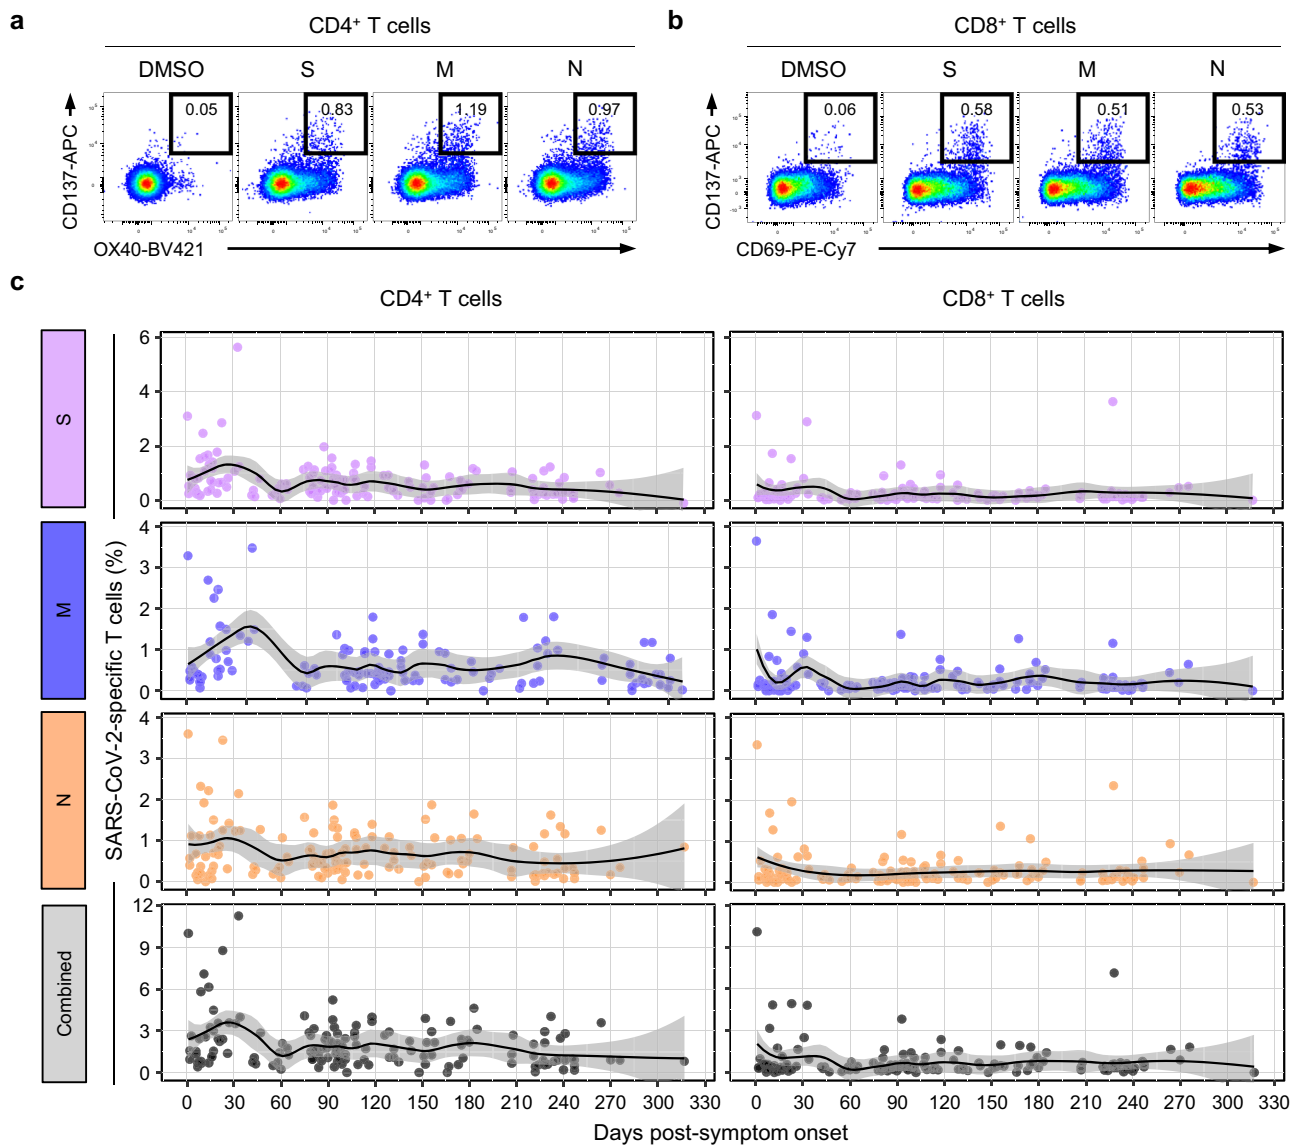 a
CD4⁺ T cells
DMSO S M N
0.05 0.83 1.19 0.97
CD137-APC
OX40-BV421
b
CD8⁺ T cells
DMSO S M N
0.06 0.58 0.51 0.53
CD137-APC
CD69-PE-Cy7
c
CD4⁺ T cells
CD8⁺ T cells
SARS-CoV-2-specific T cells (%)
S
6
4
2
0
M
4
3
2
1
0
N
4
3
2
1
0
Combined
12
9
6
3
0
0 30 60 90 120 150 180 210 240 270 300 330
0 30 60 90 120 150 180 210 240 270 300 330
Days post-symptom onset